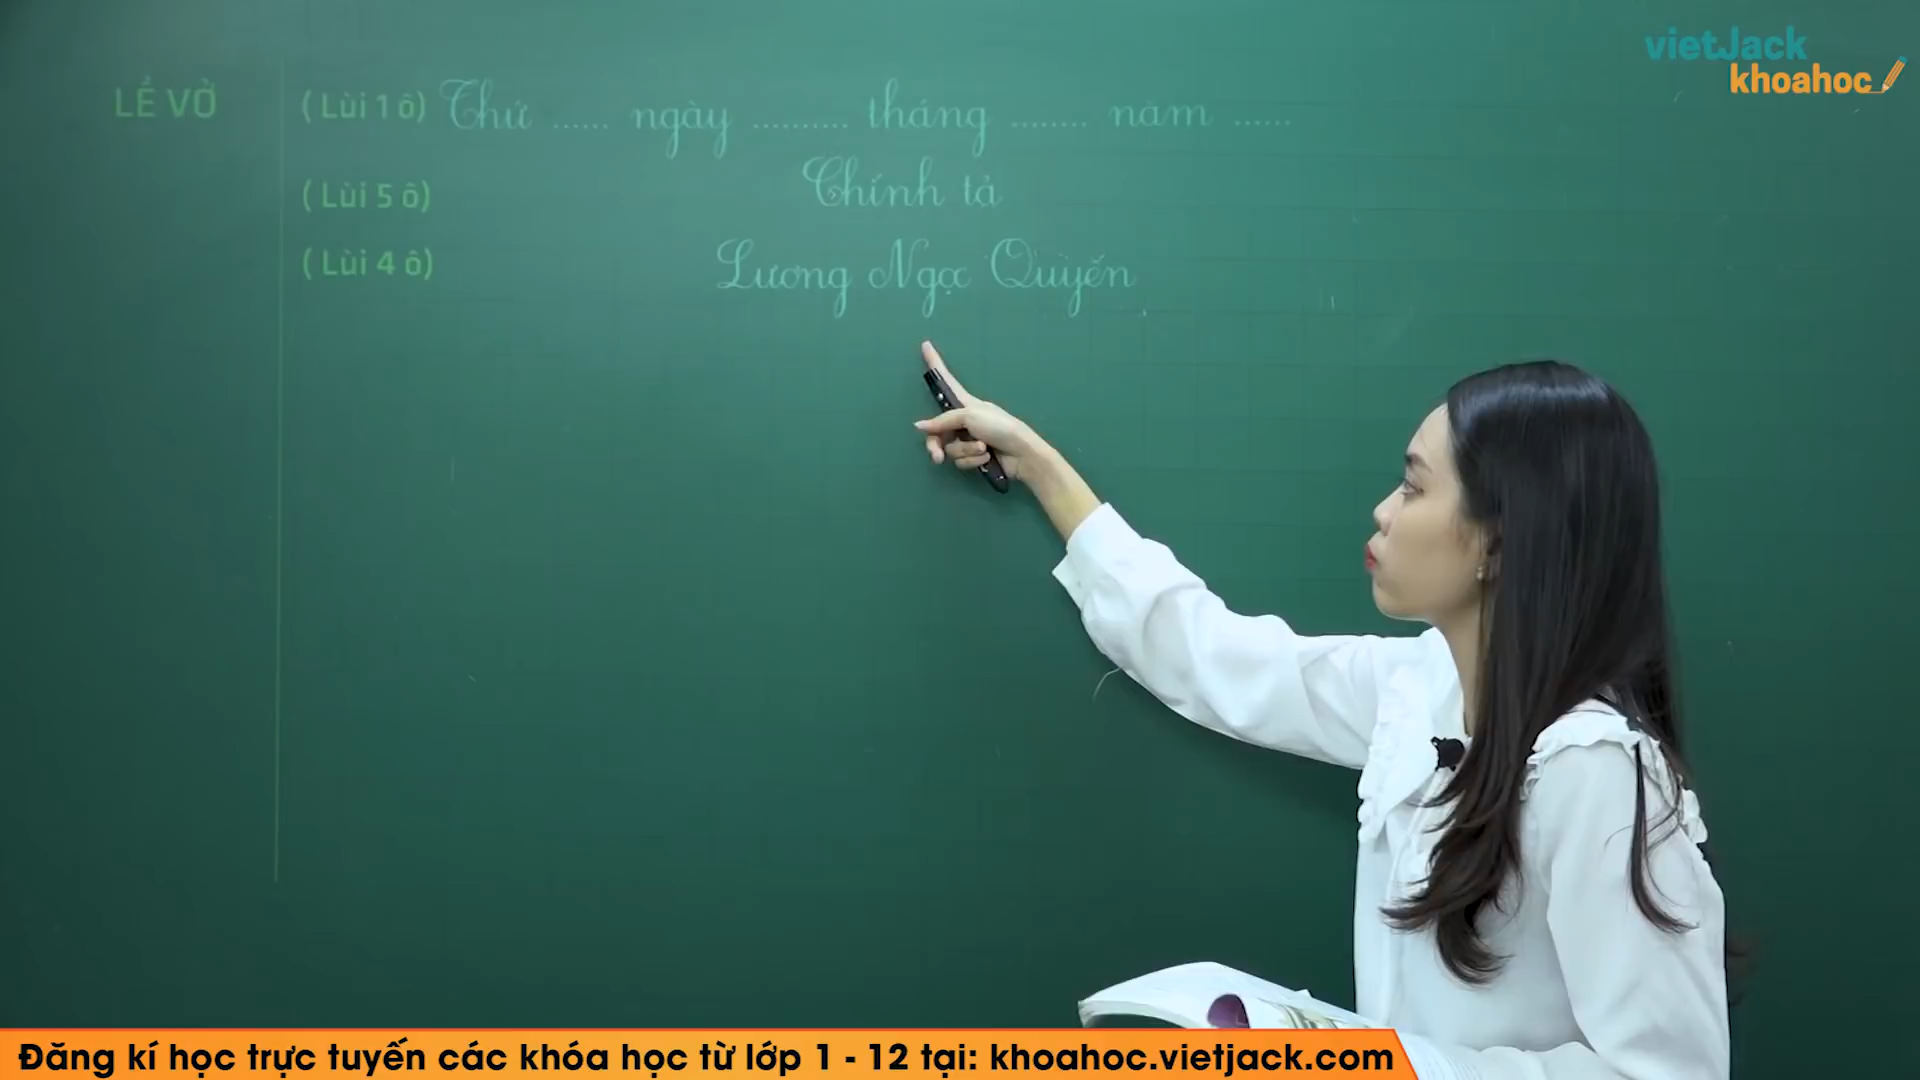 vietJack
khoahoc
LỀ VỞ
( Lùi 1 ô) Thứ ...... ngày .......... tháng ........ năm ......
( Lùi 5 ô) Chính tả
( Lùi 4 ô) Lương Ngọc Quyến
Đăng kí học trực tuyến các khóa học từ lớp 1 - 12 tại: khoahoc.vietjack.com